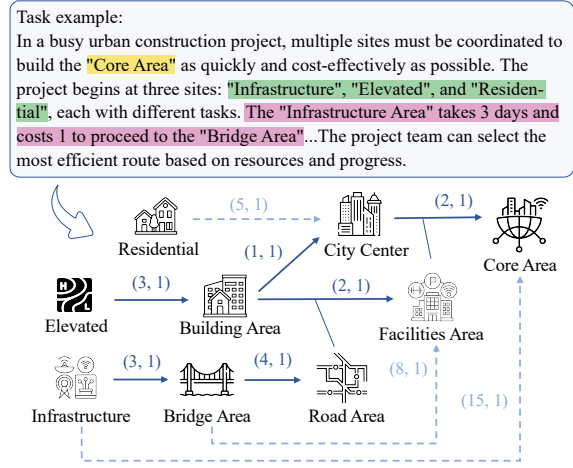 Task example:
In a busy urban construction project, multiple sites must be coordinated to
build the "Core Area" as quickly and cost-effectively as possible. The
project begins at three sites: "Infrastructure", "Elevated", and "Residen-
tial", each with different tasks. The "Infrastructure Area" takes 3 days and
costs 1 to proceed to the "Bridge Area"...The project team can select the
most efficient route based on resources and progress.
(5, 1)
(2, 1)
Residential
(1, 1)
City Center
Core Area
H
L
(3, 1)
(2, 1)
P
Elevated
Building Area
Facilities Area
(3, 1)
(4, 1)
(8, 1)
(15, 1)
Infrastructure
Bridge Area
Road Area